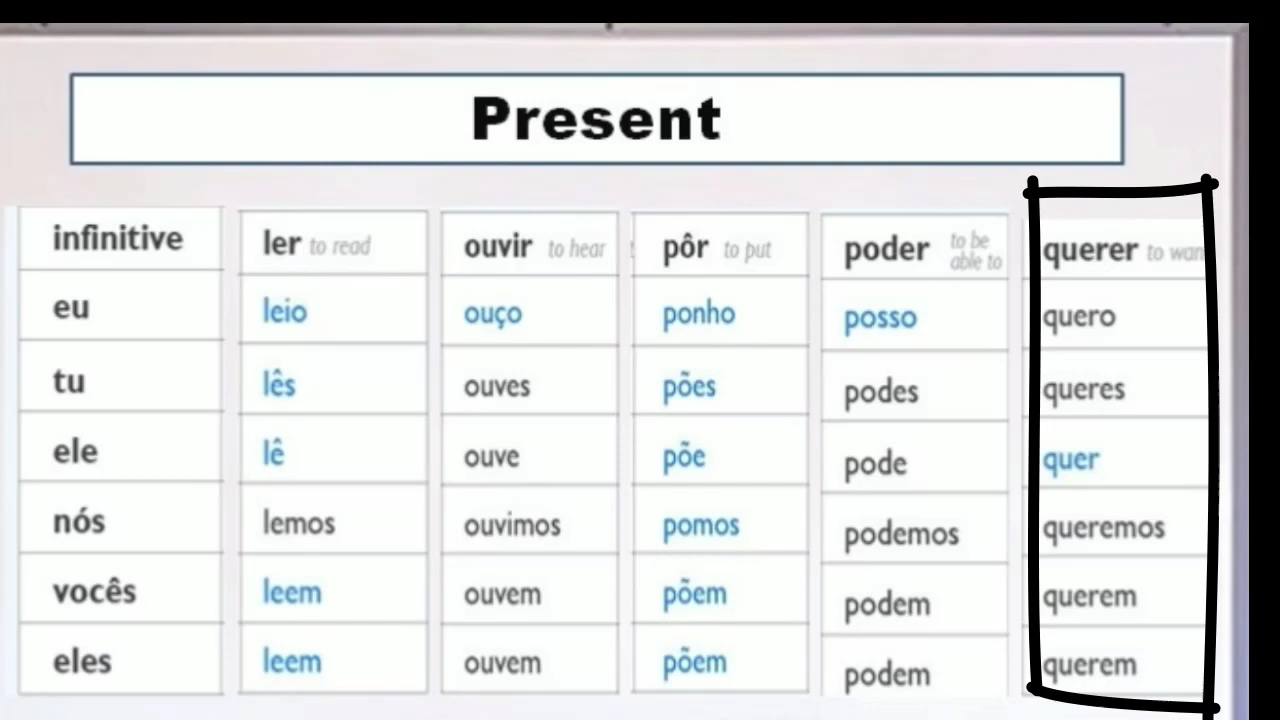 Present
infinitive ler to read ouvir to hear pôr to put poder to be able to querer to wan
eu leio ouço ponho posso quero
tu lês ouves pões podes queres
ele lê ouve põe pode quer
nós lemos ouvimos pomos podemos queremos
vocês leem ouvem põem podem querem
eles leem ouvem põem podem querem